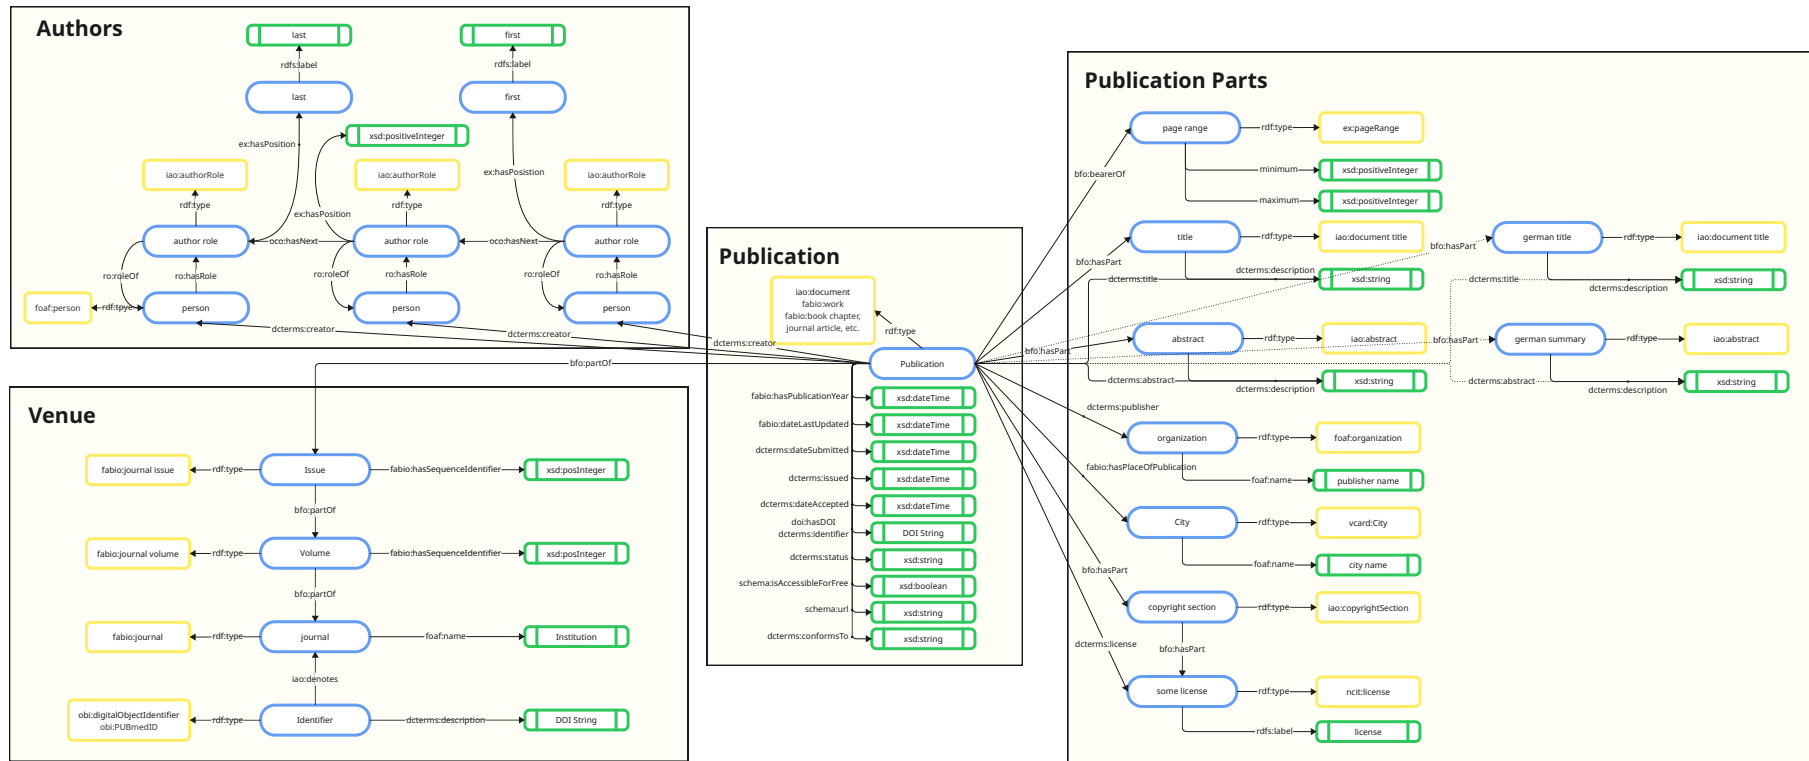 Authors
last
first
rdfs:label
rdfs:label
last
first
xsd:positiveInteger
ex:hasPosition
iao:authorRole
iao:authorRole
ex:hasPosistion
iao:authorRole
rdf:type
rdf:type
rdf:type
ex:hasPosition
author role
oco:hasNext
author role
oco:hasNext
author role
ro:roleOf
ro:hasRole
ro:roleOf
ro:hasRole
ro:roleOf
ro:hasRole
foaf:person
rdf:tpye
person
person
person
dcterms:creator
dcterms:creator
dcterms:creator
bfo:partOf
Venue
fabio:journal issue
rdf:type
Issue
fabio:hasSequenceIdentifier
xsd:posInteger
bfo:partOf
fabio:journal volume
rdf:type
Volume
fabio:hasSequenceIdentifier
xsd:posInteger
bfo:partOf
fabio:journal
rdf:type
journal
foaf:name
Institution
iao:denotes
obi:digitalObjectIdentifier
obi:PUBmedID
rdf:type
Identifier
dcterms:description
DOI String
Publication
iao:document
fabio:work
fabio:book chapter,
journal article, etc.
rdf:type
Publication
fabio:hasPublicationYear
xsd:dateTime
fabio:dateLastUpdated
xsd:dateTime
dcterms:dateSubmitted
xsd:dateTime
dcterms:issued
xsd:dateTime
dcterms:dateAccepted
xsd:dateTime
doi:hasDOI
dcterms:identifier
DOI String
dcterms:status
xsd:string
schema:isAccessibleForFree
xsd:boolean
schema:url
xsd:string
dcterms:conformsTo
xsd:string
Publication Parts
page range
rdf:type
ex:pageRange
bfo:bearerOf
minimum
xsd:positiveInteger
maximum
xsd:positiveInteger
title
rdf:type
iao:document title
bfo:hasPart
german title
rdf:type
iao:document title
bfo:hasPart
dcterms:title
dcterms:description
xsd:string
dcterms:title
dcterms:description
xsd:string
bfo:hasPart
abstract
rdf:type
iao:abstract
bfo:hasPart
german summary
rdf:type
iao:abstract
dcterms:abstract
dcterms:description
xsd:string
dcterms:abstract
dcterms:description
xsd:string
dcterms:publisher
organization
rdf:type
foaf:organization
fabio:hasPlaceOfPublication
foaf:name
publisher name
City
rdf:type
vcard:City
foaf:name
city name
bfo:hasPart
copyright section
rdf:type
iao:copyrightSection
dcterms:license
bfo:hasPart
some license
rdf:type
ncit:license
rdfs:label
license